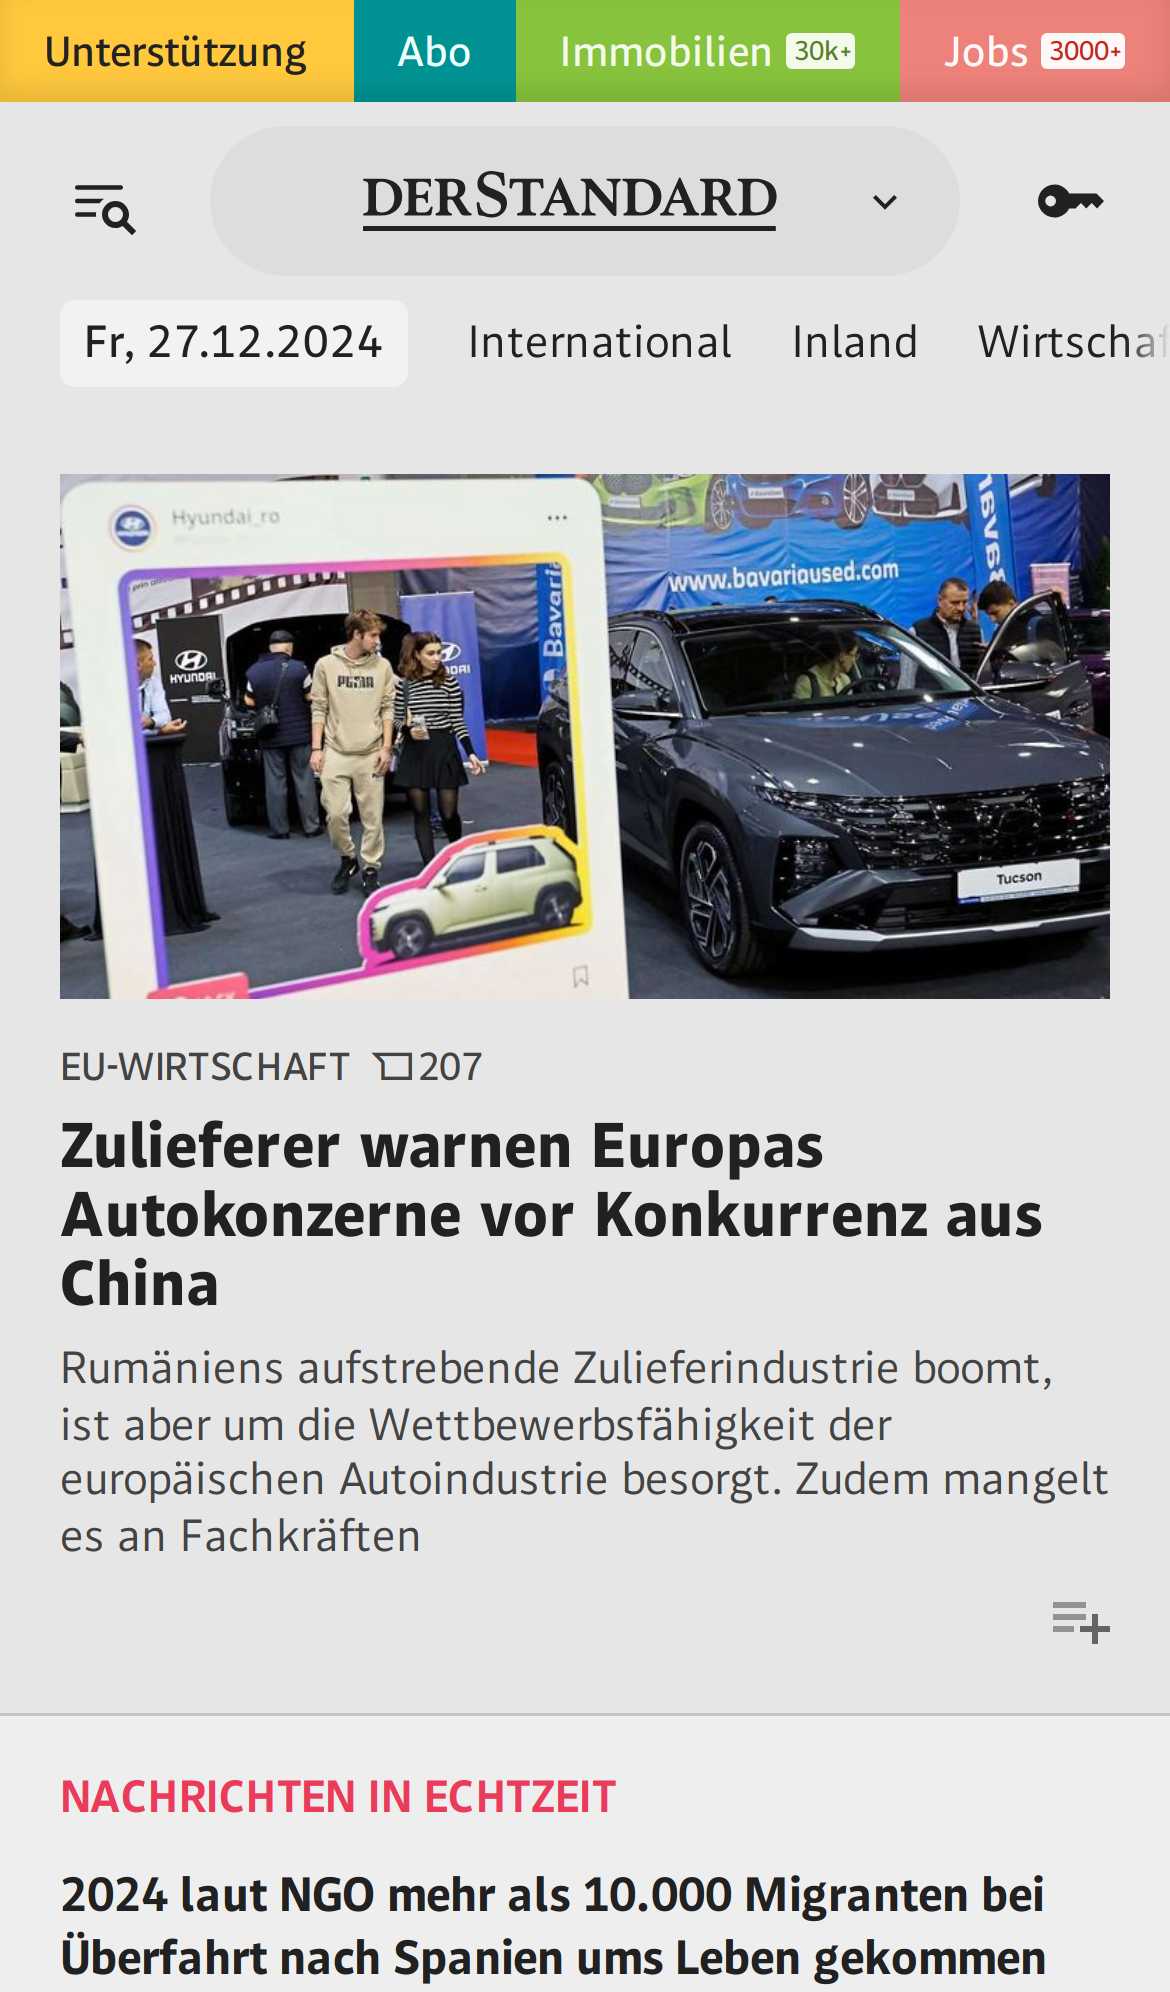 Unterstützung Abo Immobilien 30k+ Jobs 3000+
DER STANDARD
Fr, 27.12.2024 International Inland Wirtschaf
Hyundai_ro
www.bavariaused.com
Bavaria
HYUNDAI
PUMA
Tucson
EU-WIRTSCHAFT 207
Zulieferer warnen Europas
Autokonzerne vor Konkurrenz aus
China
Rumäniens aufstrebende Zulieferindustrie boomt,
ist aber um die Wettbewerbsfähigkeit der
europäischen Autoindustrie besorgt. Zudem mangelt
es an Fachkräften
NACHRICHTEN IN ECHTZEIT
2024 laut NGO mehr als 10.000 Migranten bei
Überfahrt nach Spanien ums Leben gekommen